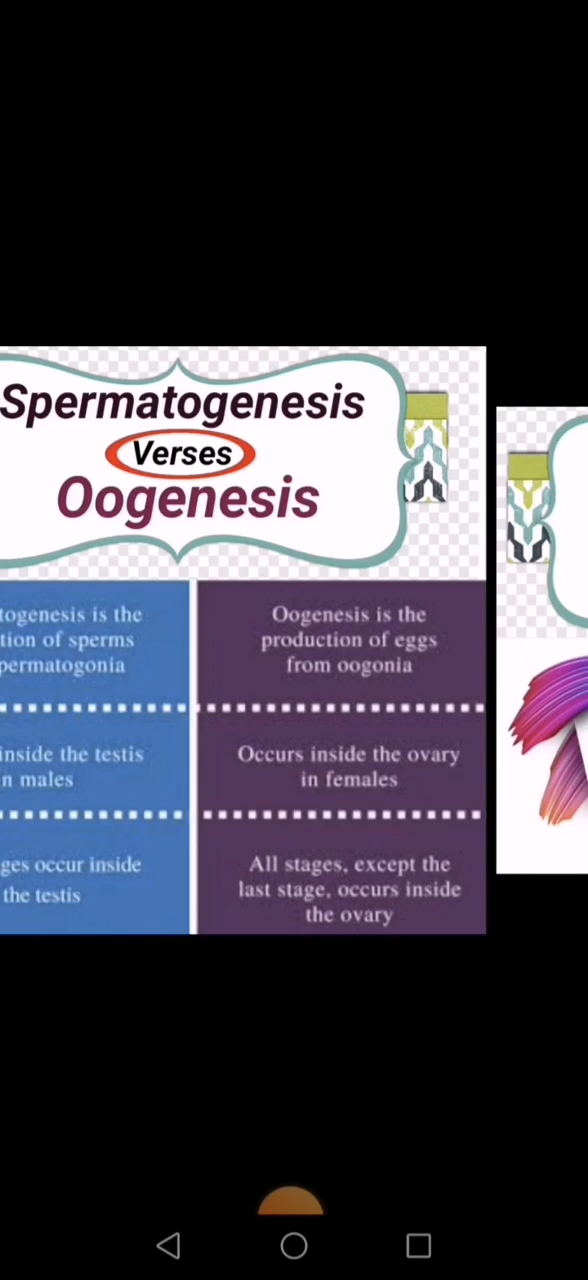 Spermatogenesis
Verses
Oogenesis
togenesis is the
tion of sperms
permatogonia
Oogenesis is the
production of eggs
from oogonia
inside the testis
n males
Occurs inside the ovary
in females
ges occur inside
the testis
All stages, except the
last stage, occurs inside
the ovary